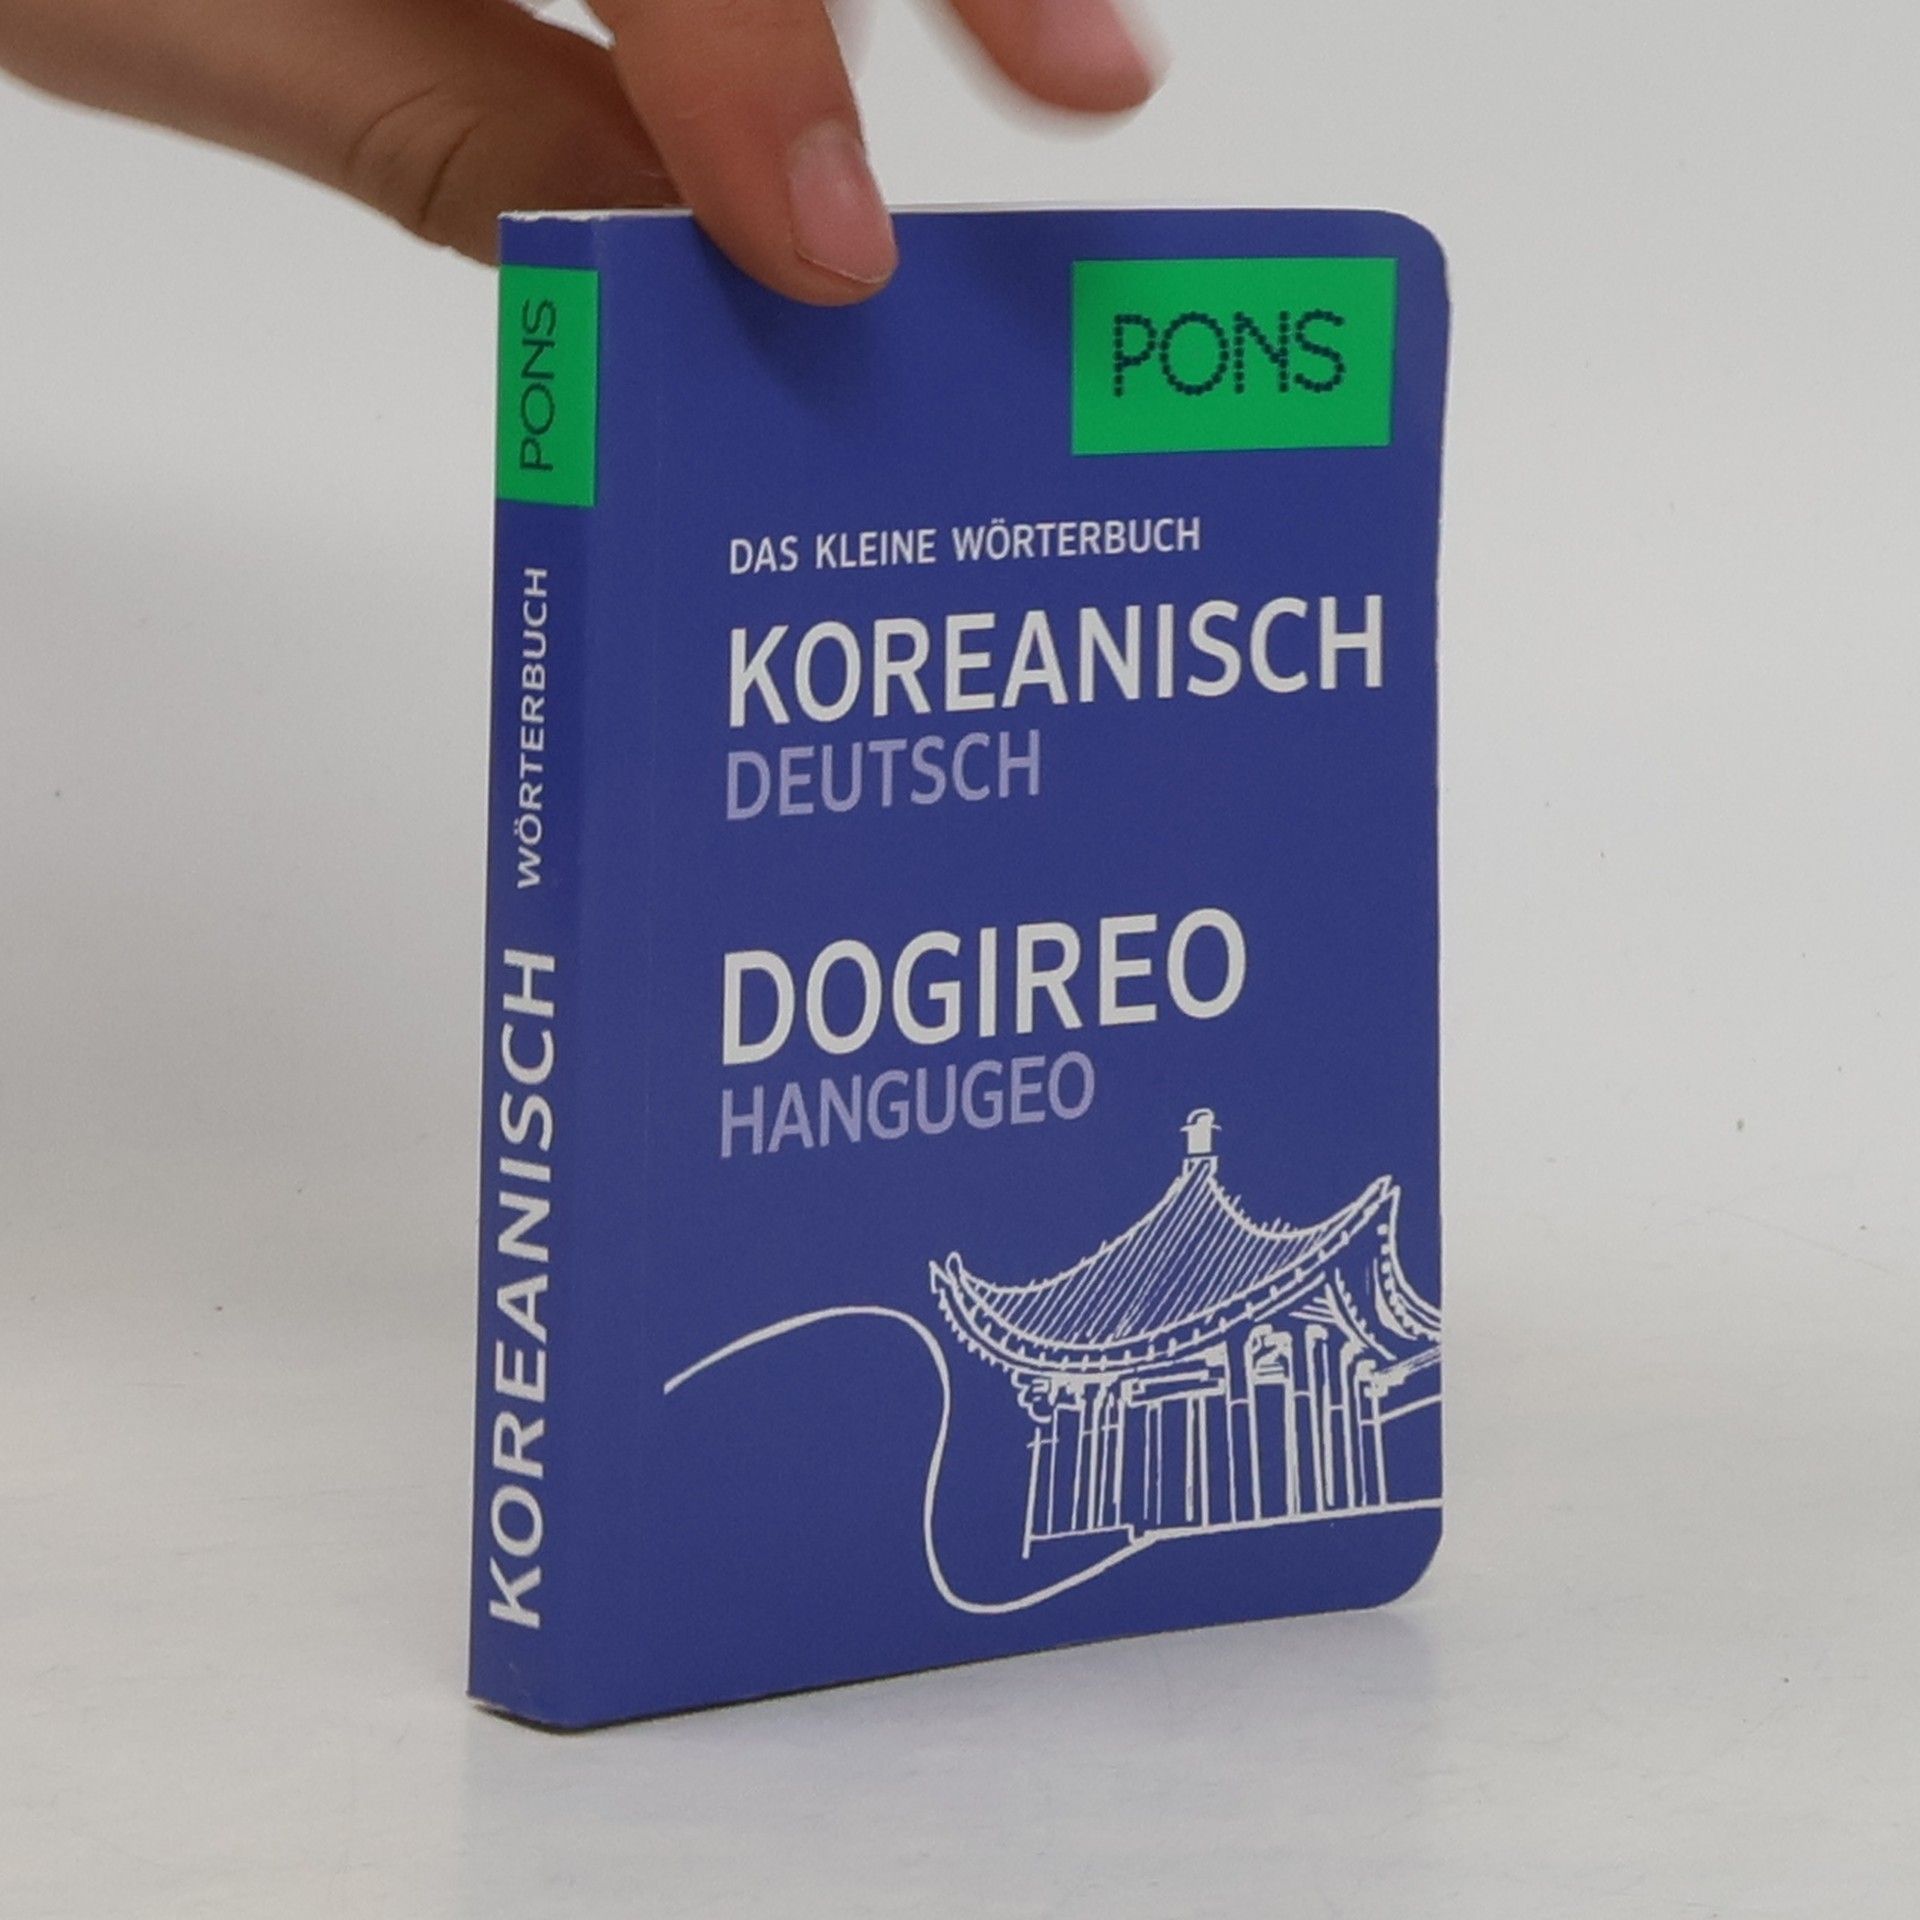 PONS
WÖRTERBUCH
KOREANISCH
PONS
DAS KLEINE WÖRTERBUCH
KOREANISCH
DEUTSCH
DOGIREO
HANGUGEO